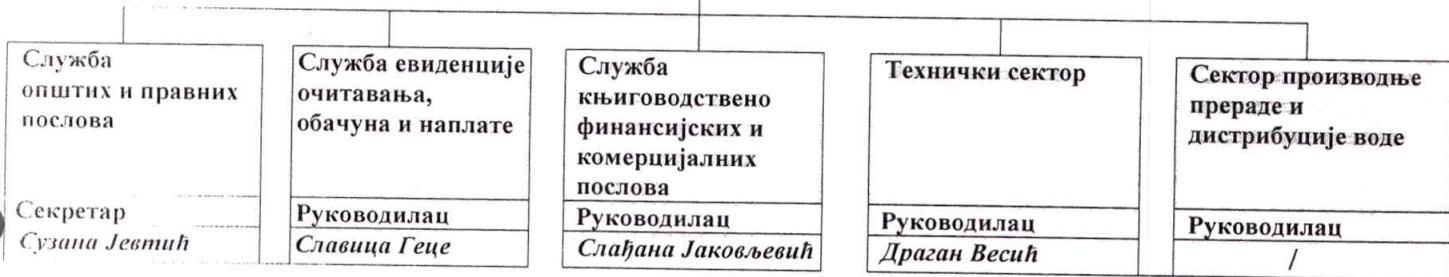 Служба
општих и правних
послова
Секретар
Сузана Јевтић
Служба евиденције
очитавања,
обачуна и наплате
Руководилац
Славица Геце
Служба
књиговодствено
финансијских и
комерцијалних
послова
Руководилац
Слађана Јаковљевић
Технички сектор
Руководилац
Драган Весић
Сектор производње
прераде и
дистрибуције воде
Руководилац
/